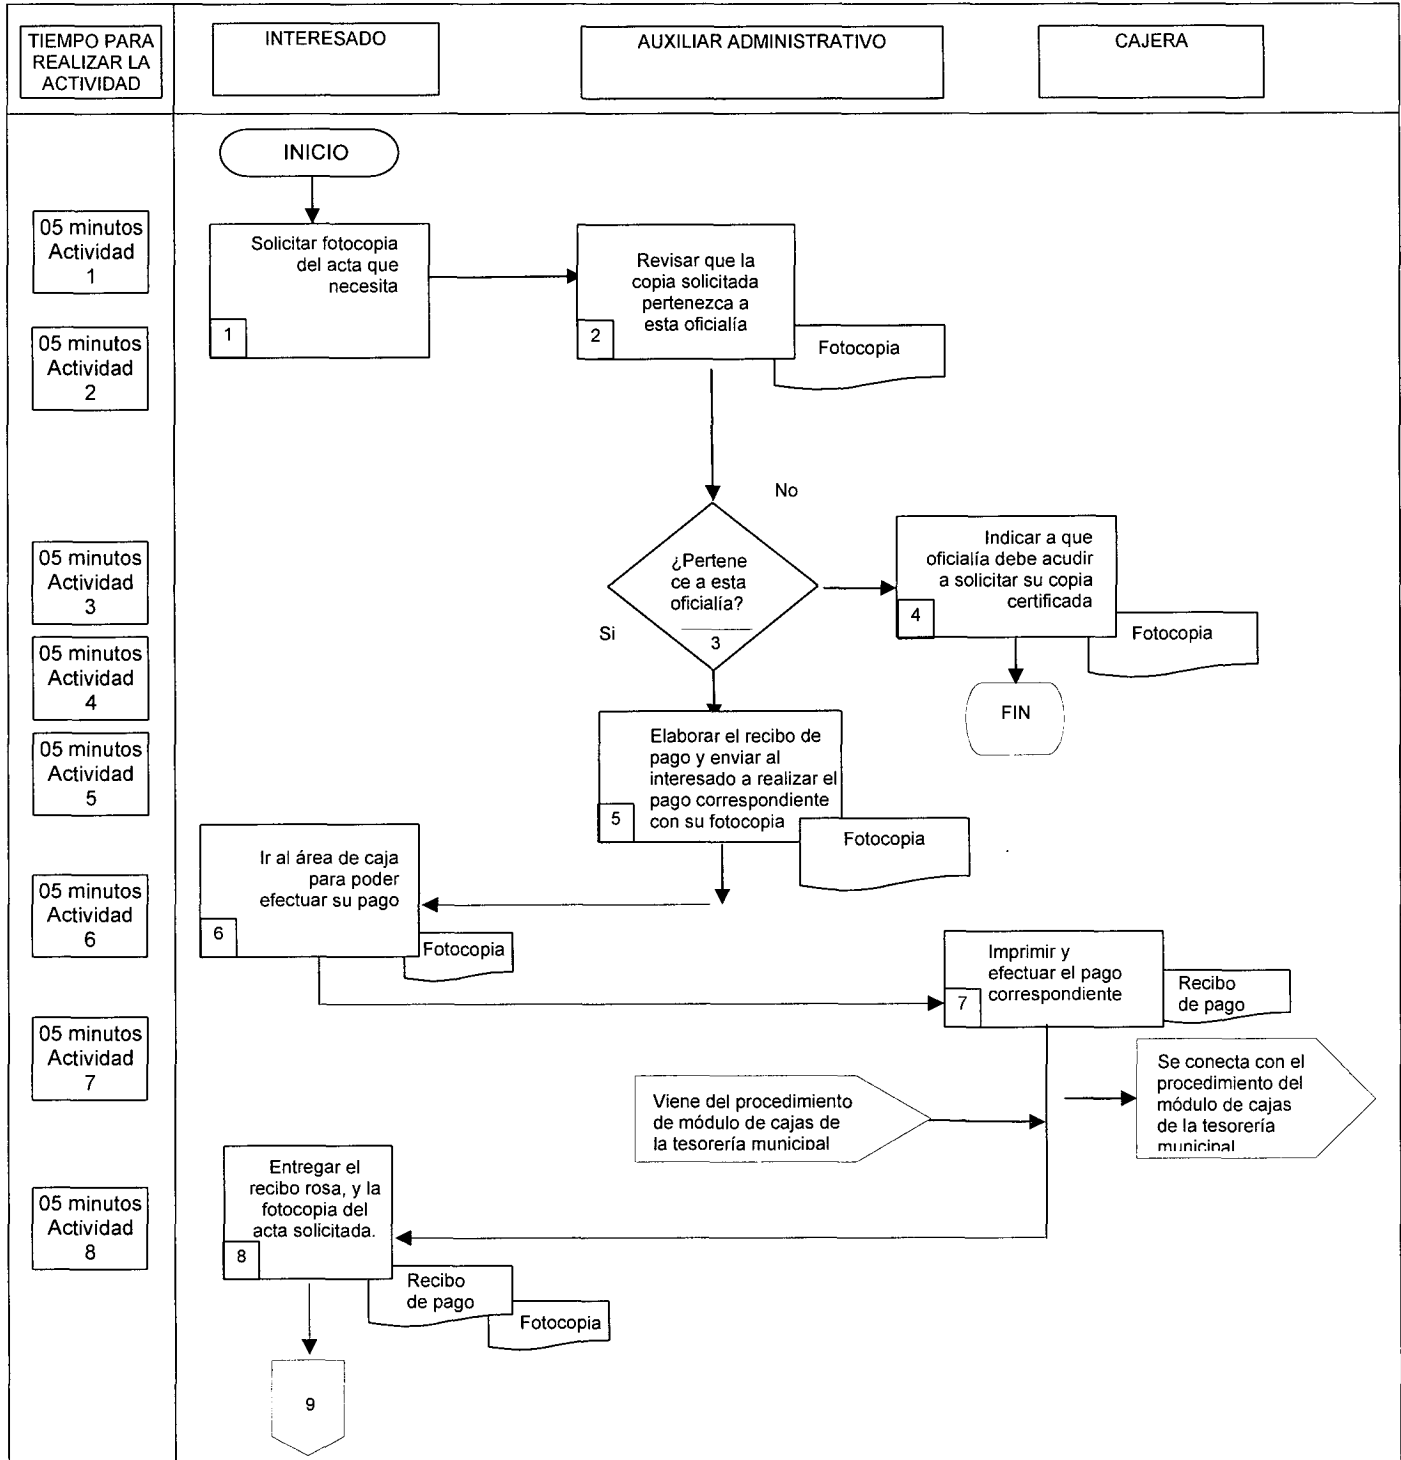 TIEMPO PARA
REALIZAR LA
ACTIVIDAD
INTERESADO
AUXILIAR ADMINISTRATIVO
CAJERA
INICIO
05 minutos
Actividad
1
Solicitar fotocopia
del acta que
necesita
1
Revisar que la
copia solicitada
pertenezca a
esta oficialía
2
Fotocopia
05 minutos
Actividad
2
No
05 minutos
Actividad
3
¿Pertene
ce a esta
oficialía?
3
Si
Indicar a que
oficialía debe acudir
a solicitar su copia
certificada
4
Fotocopia
05 minutos
Actividad
4
FIN
05 minutos
Actividad
5
Elaborar el recibo de
pago y enviar al
interesado a realizar el
pago correspondiente
con su fotocopia
5
Fotocopia
05 minutos
Actividad
6
Ir al área de caja
para poder
efectuar su pago
6
Fotocopia
Imprimir y
efectuar el pago
correspondiente
7
Recibo
de pago
05 minutos
Actividad
7
Viene del procedimiento
de módulo de cajas de
la tesorería municipal
Se conecta con el
procedimiento del
módulo de cajas
de la tesorería
municipal
05 minutos
Actividad
8
Entregar el
recibo rosa, y la
fotocopia del
acta solicitada.
8
Recibo
de pago
Fotocopia
9